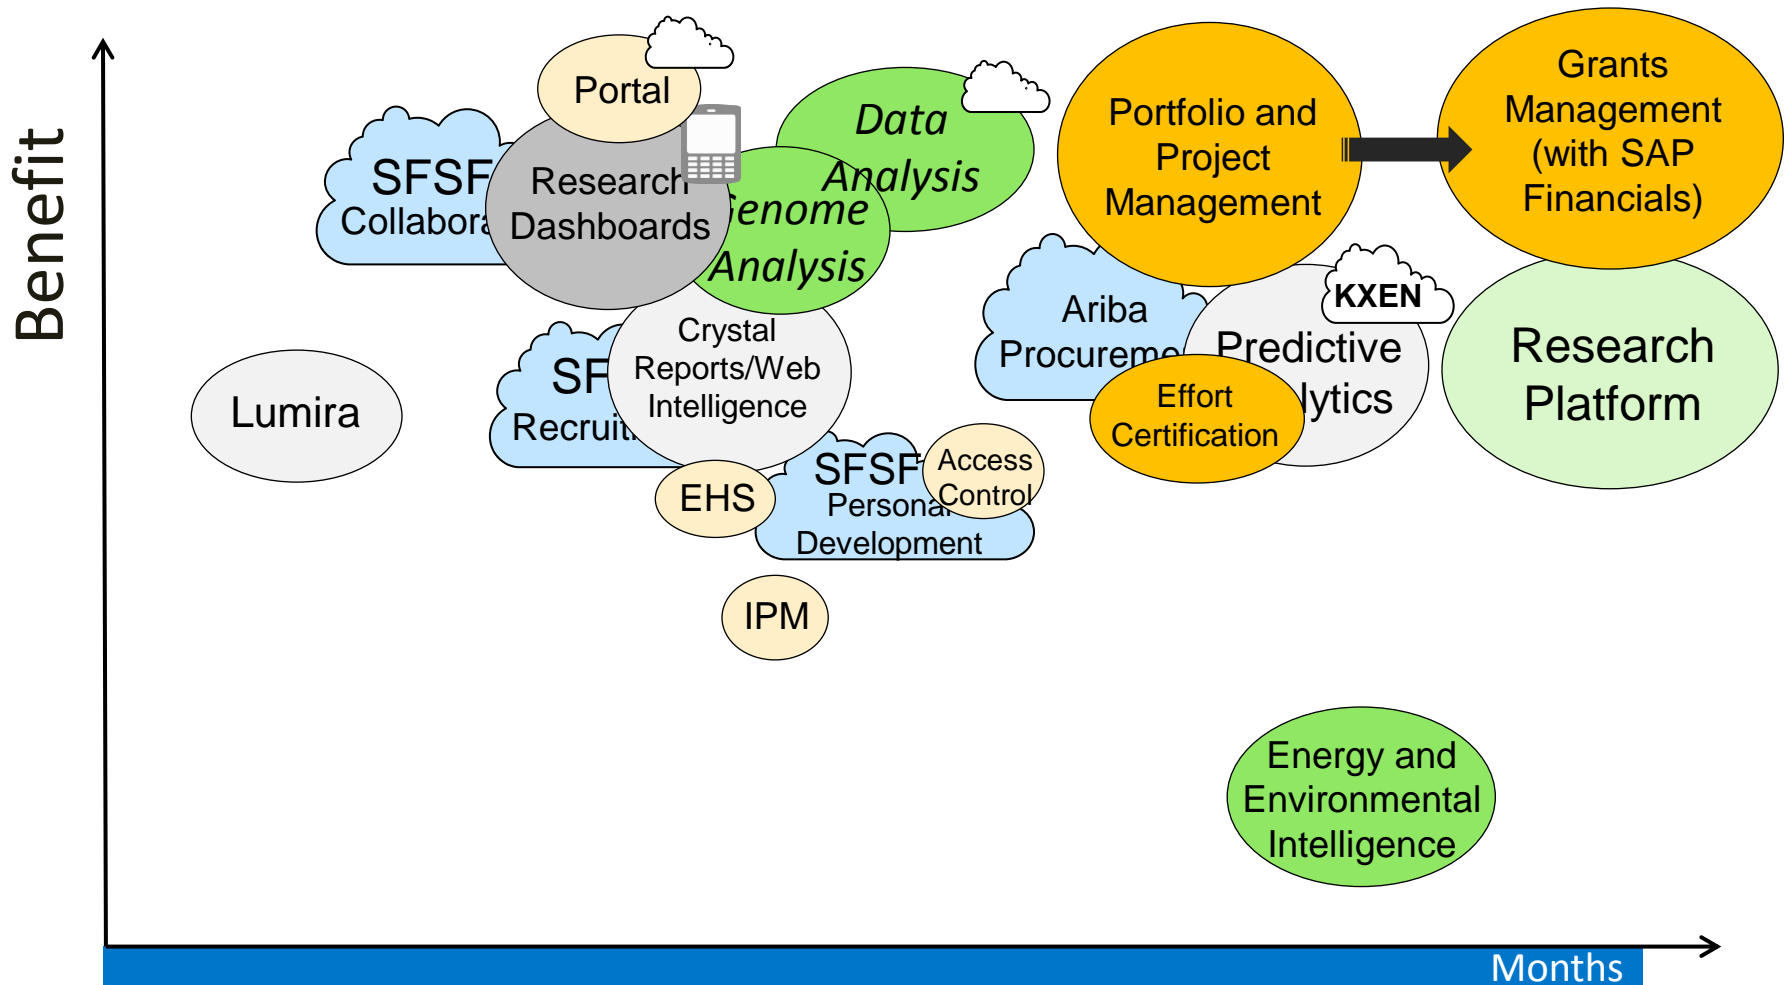 Benefit
Portal
SFSF
Collabora
Research
Dashboards
Data
Analysis
Genome
Analysis
Portfolio and
Project
Management
Grants
Management
(with SAP
Financials)
Lumira
SF
Recruit
Crystal
Reports/Web
Intelligence
Ariba
Procureme
KXEN
Predictive
lytics
Effort
Certification
Research
Platform
EHS
SFSF
Personal
Development
Access
Control
IPM
Energy and
Environmental
Intelligence
Months